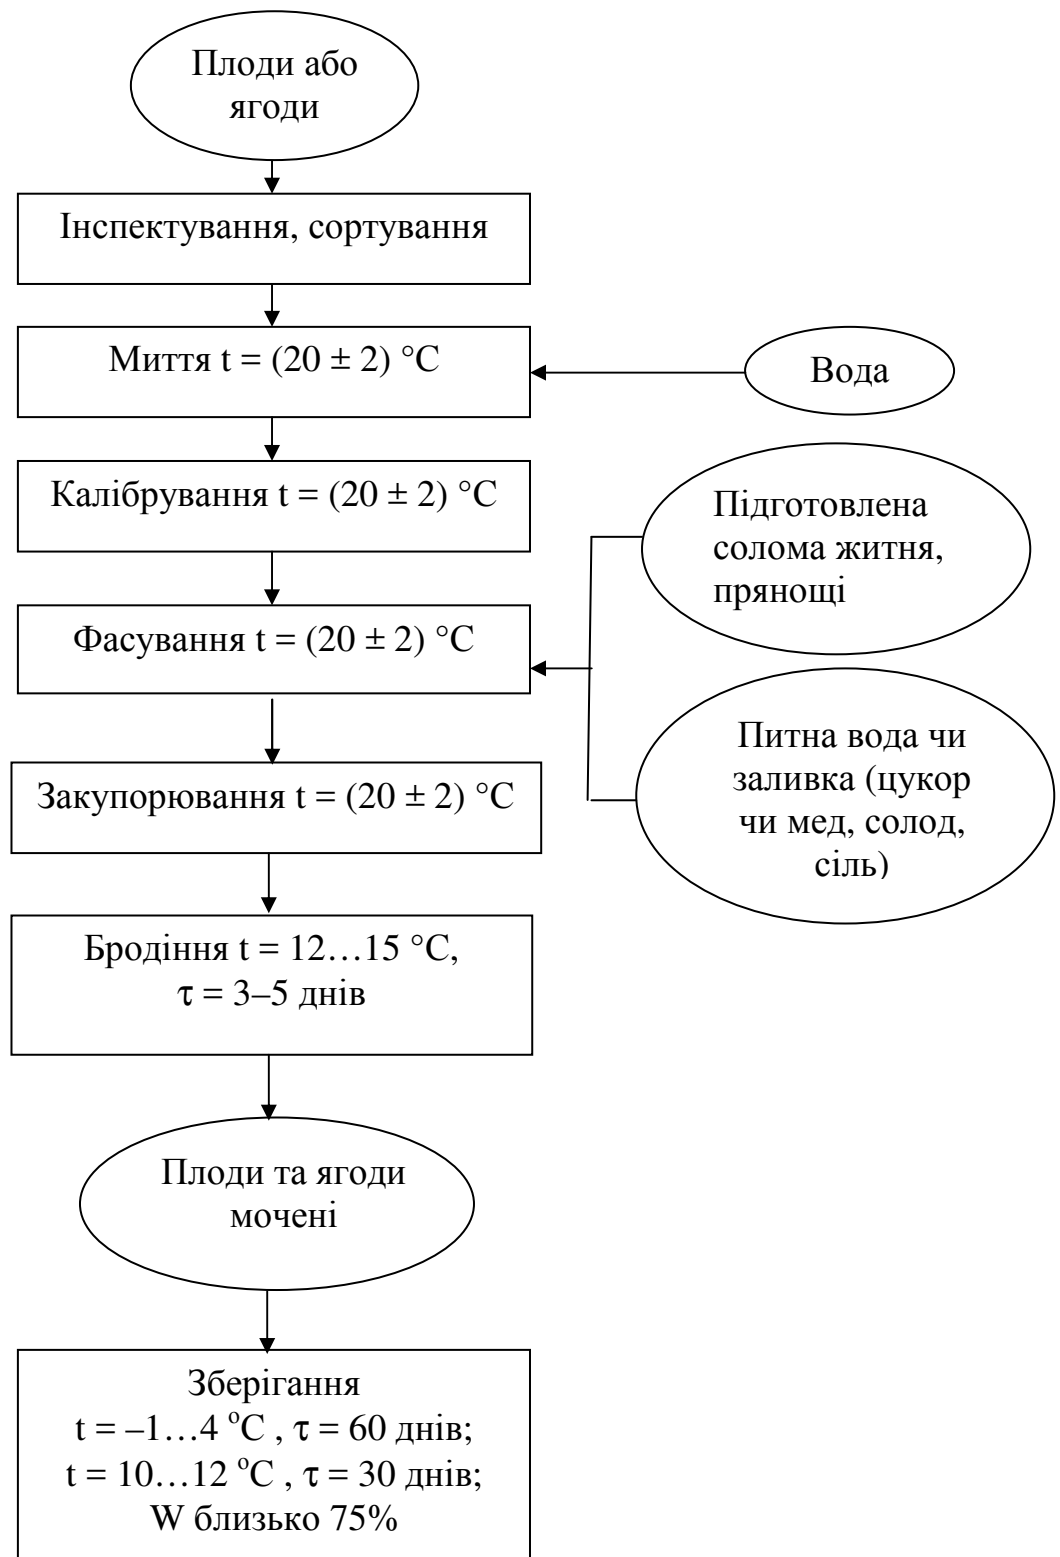 Плоди або
ягоди
Інспектування, сортування
Миття t = (20 ± 2) °С
Вода
Калібрування t = (20 ± 2) °С
Підготовлена
солома житня,
прянощі
Фасування t = (20 ± 2) °С
Питна вода чи
заливка (цукор
чи мед, солод,
сіль)
Закупорювання t = (20 ± 2) °С
Бродіння t = 12…15 °С,
τ = 3–5 днів
Плоди та ягоди
мочені
Зберігання
t = –1…4 °С , τ = 60 днів;
t = 10…12 °С , τ = 30 днів;
W близько 75%